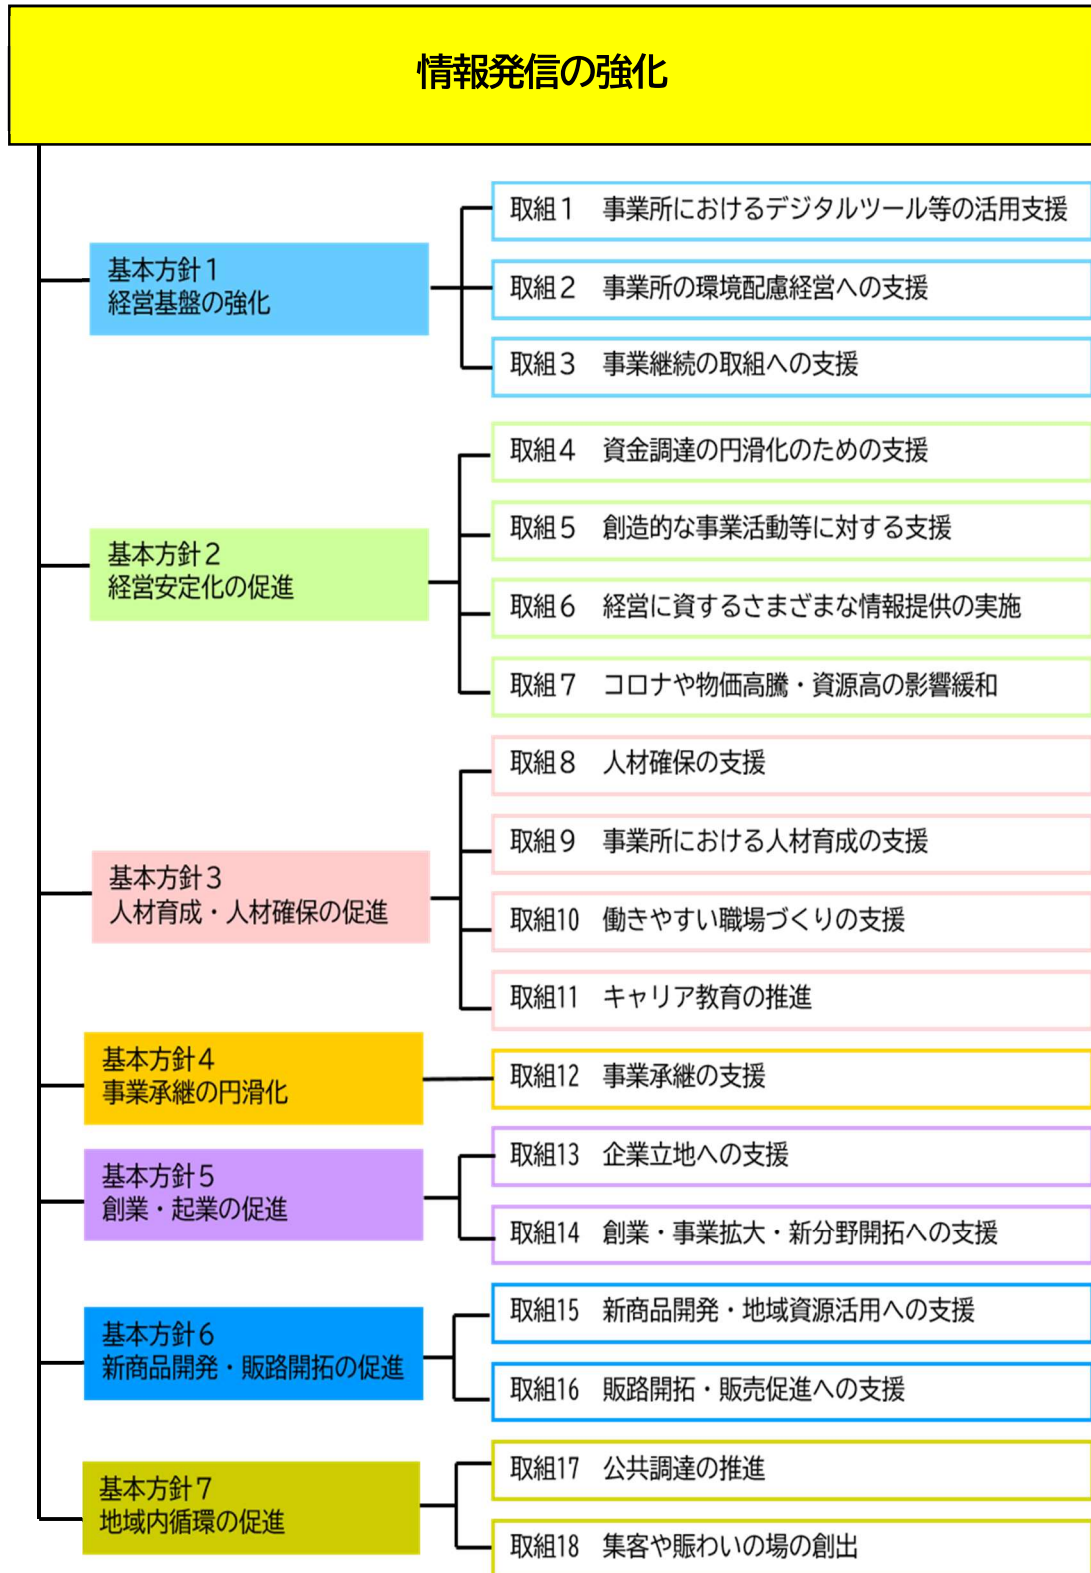 情報発信の強化
基本方針1
経営基盤の強化
取組1 事業所におけるデジタルツール等の活用支援
取組2 事業所の環境配慮経営への支援
取組3 事業継続の取組への支援
基本方針2
経営安定化の促進
取組4 資金調達の円滑化のための支援
取組5 創造的な事業活動等に対する支援
取組6 経営に資するさまざまな情報提供の実施
取組7 コロナや物価高騰・資源高の影響緩和
基本方針3
人材育成・人材確保の促進
取組8 人材確保の支援
取組9 事業所における人材育成の支援
取組10 働きやすい職場づくりの支援
取組11 キャリア教育の推進
基本方針4
事業承継の円滑化
取組12 事業承継の支援
基本方針5
創業・起業の促進
取組13 企業立地への支援
取組14 創業・事業拡大・新分野開拓への支援
基本方針6
新商品開発・販路開拓の促進
取組15 新商品開発・地域資源活用への支援
取組16 販路開拓・販売促進への支援
基本方針7
地域内循環の促進
取組17 公共調達の推進
取組18 集客や賑わいの場の創出